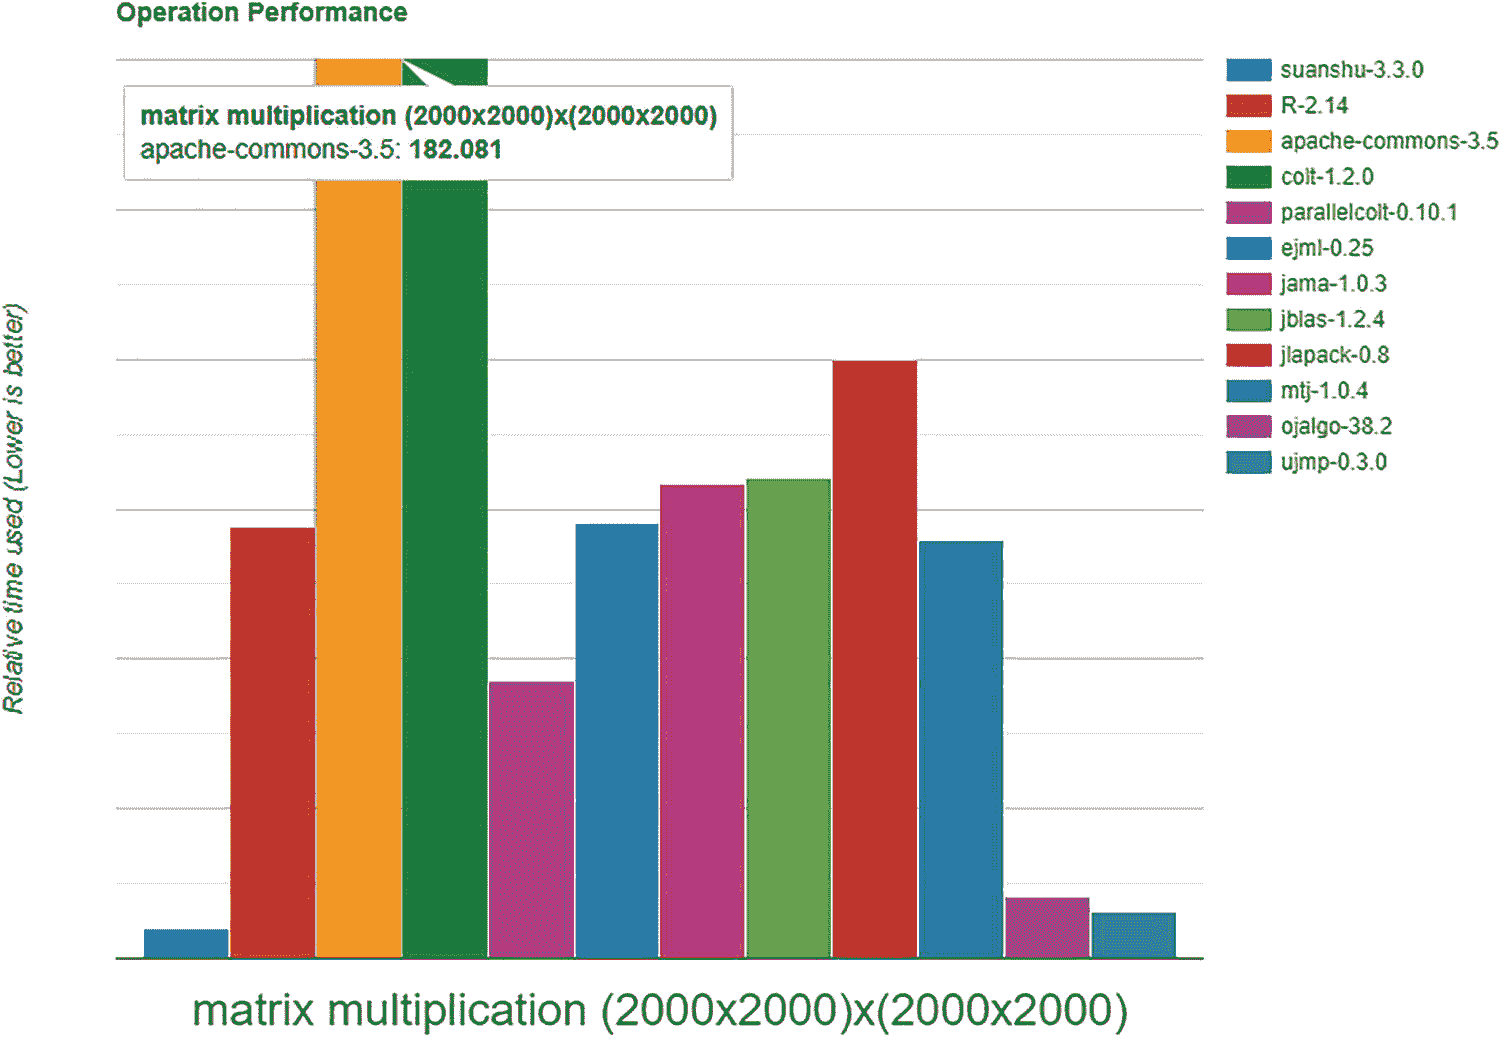 Operation Performance
matrix multiplication (2000x2000)x(2000x2000)
apache-commons-3.5: 182.081
suanshu-3.3.0
R-2.14
apache-commons-3.5
colt-1.2.0
parallelcolt-0.10.1
ejml-0.25
jama-1.0.3
jblas-1.2.4
jlapack-0.8
mtj-1.0.4
ojalgo-38.2
ujmp-0.3.0
Relative time used (Lower is better)
matrix multiplication (2000x2000)x(2000x2000)